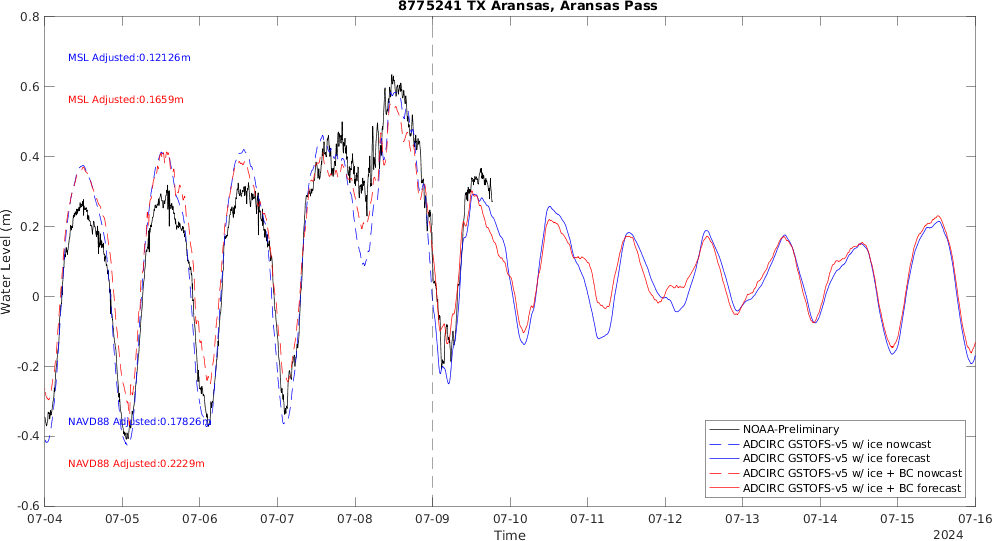 8775241 TX Aransas, Aransas Pass
0.8
0.6
0.4
0.2
0
-0.2
-0.4
-0.6
Water Level (m)
MSL Adjusted:0.12126m
MSL Adjusted:0.1659m
NAVD88 Adjusted:0.17826m
NAVD88 Adjusted:0.2229m
NOAA-Preliminary
ADCIRC GSTOFS-v5 w/ ice nowcast
ADCIRC GSTOFS-v5 w/ ice forecast
ADCIRC GSTOFS-v5 w/ ice + BC nowcast
ADCIRC GSTOFS-v5 w/ ice + BC forecast
07-04 07-05 07-06 07-07 07-08 07-09 07-10 07-11 07-12 07-13 07-14 07-15 07-16
Time
2024